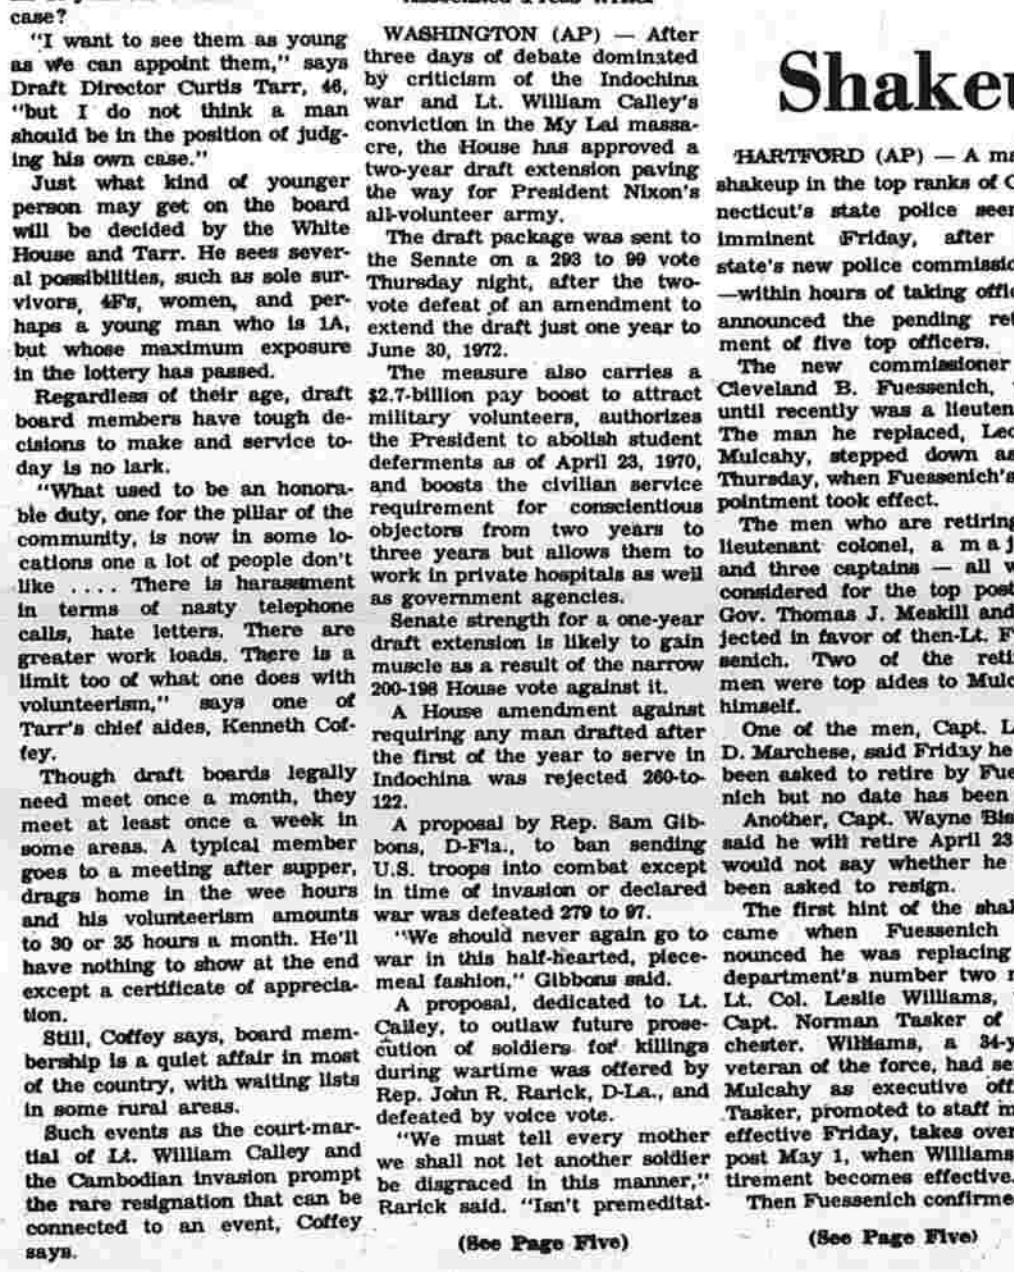 case?
"I want to see them as young
as we can appoint them," says
Draft Director Curtis Tarr, 46,
"but I do not think a man
should be in the position of judg-
ing his own case."
Just what kind of younger
person may get on the board
will be decided by the White
House and Tarr. He sees sever-
al possibilities, such as sole sur-
vivors, 4F's, women, and per-
haps a young man who is 1A,
but whose maximum exposure
in the lottery has passed.
Regardless of their age, draft
board members have tough de-
cisions to make and service to-
day is no lark.
"What used to be an honora-
ble duty, one for the pillar of the
community, is now in some lo-
cations one a lot of people don't
like .... There is harassment
in terms of nasty telephone
calls, hate letters. There are
greater work loads. There is a
limit too of what one does with
volunteerism," says one of
Tarr's chief aides, Kenneth Cof-
fey.
Though draft boards legally
need meet once a month, they
meet at least once a week in
some areas. A typical member
goes to a meeting after supper,
drags home in the wee hours
and his volunteerism amounts
to 30 or 35 hours a month. He'll
have nothing to show at the end
except a certificate of apprecia-
tion.
Still, Coffey says, board mem-
bership is a quiet affair in most
of the country, with waiting lists
in some rural areas.
Such events as the court-mar-
tial of Lt. William Calley and
the Cambodian invasion prompt
the rare resignation that can be
connected to an event, Coffey
says.
WASHINGTON (AP) — After
three days of debate dominated
by criticism of the Indochina
war and Lt. William Calley's
conviction in the My Lai massa-
cre, the House has approved a
two-year draft extension paving
the way for President Nixon's
all-volunteer army.
The draft package was sent to
the Senate on a 293 to 99 vote
Thursday night, after the two-
vote defeat of an amendment to
extend the draft just one year to
June 30, 1972.
The measure also carries a
$2.7-billion pay boost to attract
military volunteers, authorizes
the President to abolish student
deferments as of April 23, 1970,
and boosts the civilian service
requirement for conscientious
objectors from two years to
three years but allows them to
work in private hospitals as well
as government agencies.
Senate strength for a one-year
draft extension is likely to gain
muscle as a result of the narrow
200-198 House vote against it.
A House amendment against
requiring any man drafted after
the first of the year to serve in
Indochina was rejected 260-to-
122.
A proposal by Rep. Sam Gib-
bons, D-Fla., to ban sending
U.S. troops into combat except
in time of invasion or declared
war was defeated 279 to 97.
"We should never again go to
war in this half-hearted, piece-
meal fashion," Gibbons said.
A proposal, dedicated to Lt.
Calley, to outlaw future prose-
cution of soldiers for killings
during wartime was offered by
Rep. John R. Rarick, D-La., and
defeated by voice vote.
"We must tell every mother
we shall not let another soldier
be disgraced in this manner,"
Rarick said. "Isn't premeditat-
(See Page Five)
Shake
HARTFORD (AP) — A ma
shakeup in the top ranks of C
necticut's state police seem
imminent Friday, after
state's new police commissio
—within hours of taking offic
announced the pending ret
ment of five top officers.
The new commissioner
Cleveland B. Fuessenich,
until recently was a lieuten
The man he replaced, Leo
Mulcahy, stepped down as
Thursday, when Fuessenich's
pointment took effect.
The men who are retiring
lieutenant colonel, a maj
and three captains — all w
considered for the top post
Gov. Thomas J. Meskill and
jected in favor of then-Lt. F
senich. Two of the reti
men were top aides to Mulc
himself.
One of the men, Capt. L
D. Marchese, said Friday he
been asked to retire by Fue
nich but no date has been
Another, Capt. Wayne Bis
said he will retire April 23
would not say whether he
been asked to resign.
The first hint of the shak
came when Fuessenich
nounced he was replacing
department's number two
Lt. Col. Leslie Williams,
Capt. Norman Tasker of
chester. Williams, a 34-y
veteran of the force, had se
Mulcahy as executive off
Tasker, promoted to staff
effective Friday, takes over
post May 1, when Williams
tirement becomes effective.
Then Fuessenich confirme
(See Page Five)